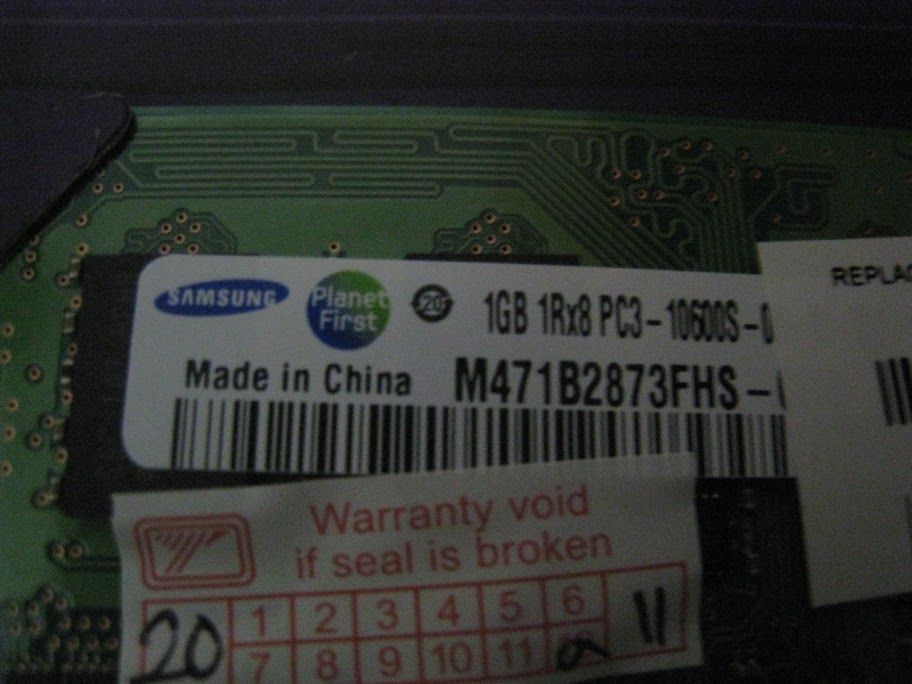 SAMSUNG
Planet
First
20
1GB 1Rx8 PC3-10600S-
M471B2873FHS-
Made in China
Warranty void
if seal is broken
20 1 2 3 4 5 6 11
7 8 9 10 11